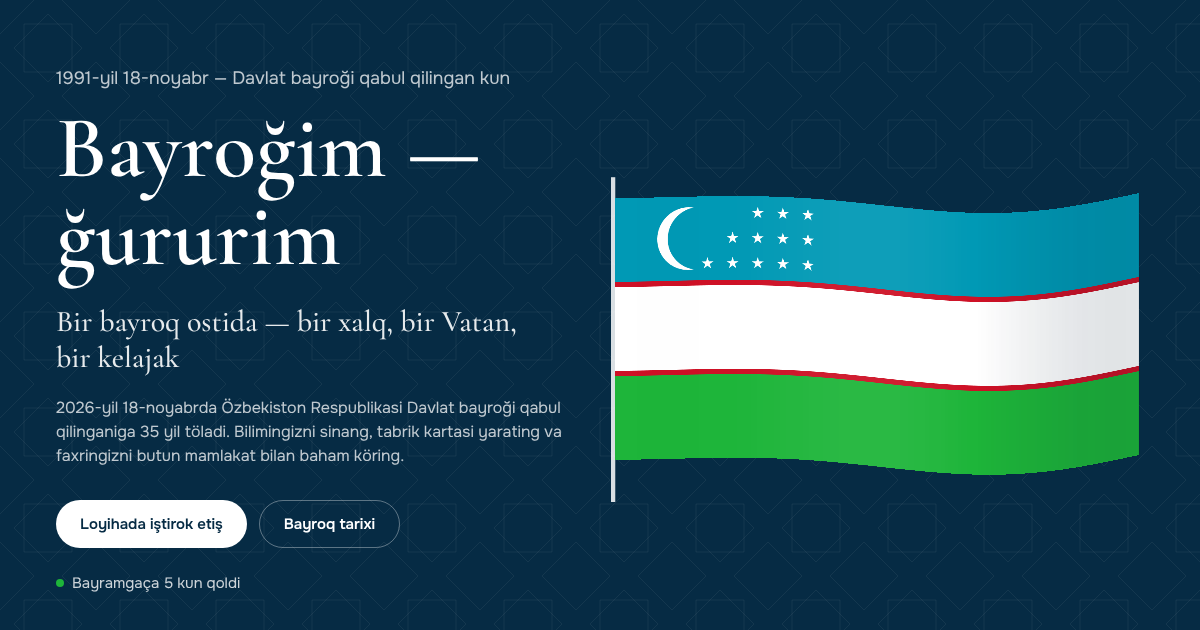 1991-yil 18-noyabr — Davlat bayroği qabul qilingan kun
Bayroğim —
ğururim
Bir bayroq ostida — bir xalq, bir Vatan,
bir kelajak
2026-yil 18-noyabrda Özbekiston Respublikasi Davlat bayroği qabul
qilinganiga 35 yil töladi. Bilimingizni sinang, tabrik kartasi yarating va
faxringizni butun mamlakat bilan baham köring.
Loyihada iştirok etiş
Bayroq tarixi
Bayramgaça 5 kun qoldi